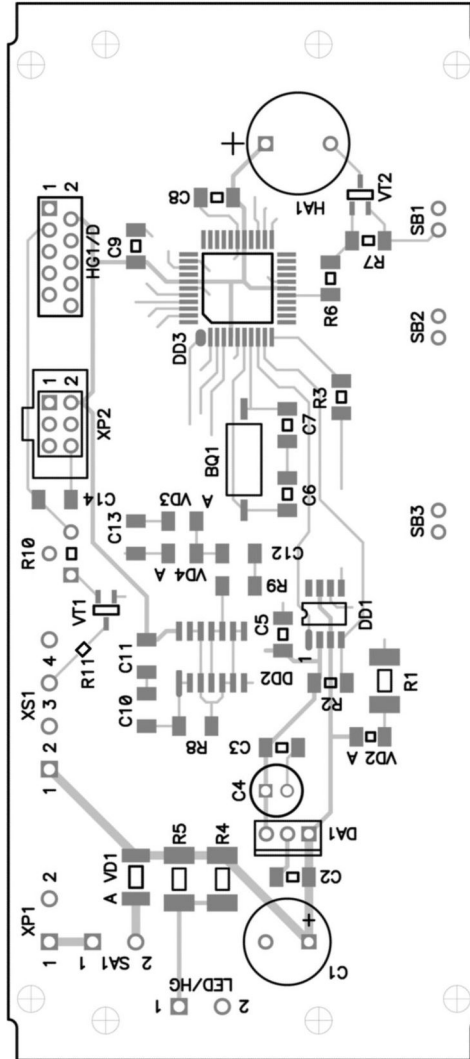 1
2
HG1/D
C9
C8
+
HA1
VT2
R7
R6
SB1
SB2
SB3
DD3
1
2
XP2
C14
R10
VT1
R11
C13
VD3
A
VD4 A
BQ1
C7
C6
R3
C12
R9
C5
1
DD1
DD2
C11
C10
R8
C3
C4
R2
R1
VD2 A
XS1
4
3
2
1
DA1
C2
+
C1
R5
R4
VD1
A
XP1
2
1
1
2
SA1
LED/HG
1
2